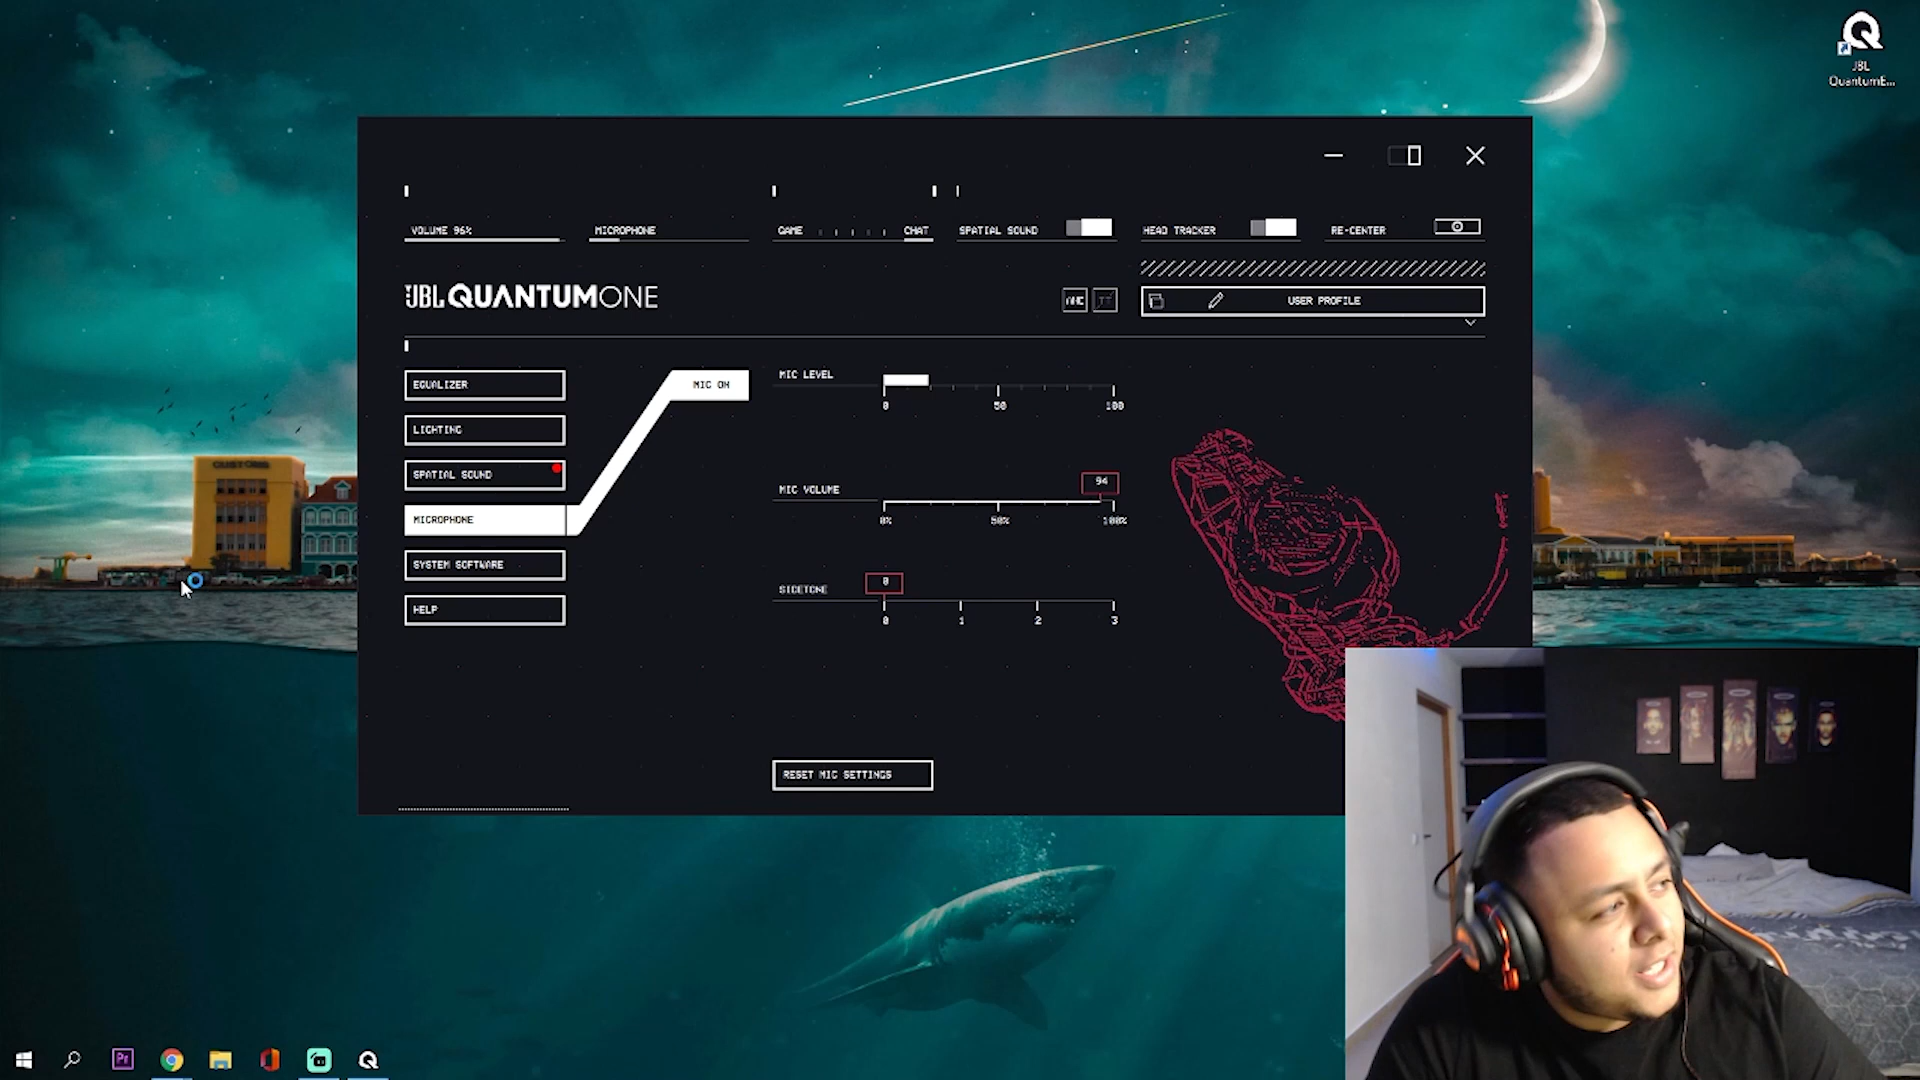 JBL
QuantumE...
VOLUME 96%
MICROPHONE
GAME
CHAT
SPATIAL SOUND
HEAD TRACKER
RE-CENTER
JBL QUANTUMONE
USER PROFILE
EQUALIZER
LIGHTING
SPATIAL SOUND
MICROPHONE
SYSTEM SOFTWARE
HELP
MIC ON
MIC LEVEL
0 50 100
MIC VOLUME
94
0% 50% 100%
SIDETONE
0
0 1 2 3
RESET MIC SETTINGS
Pr